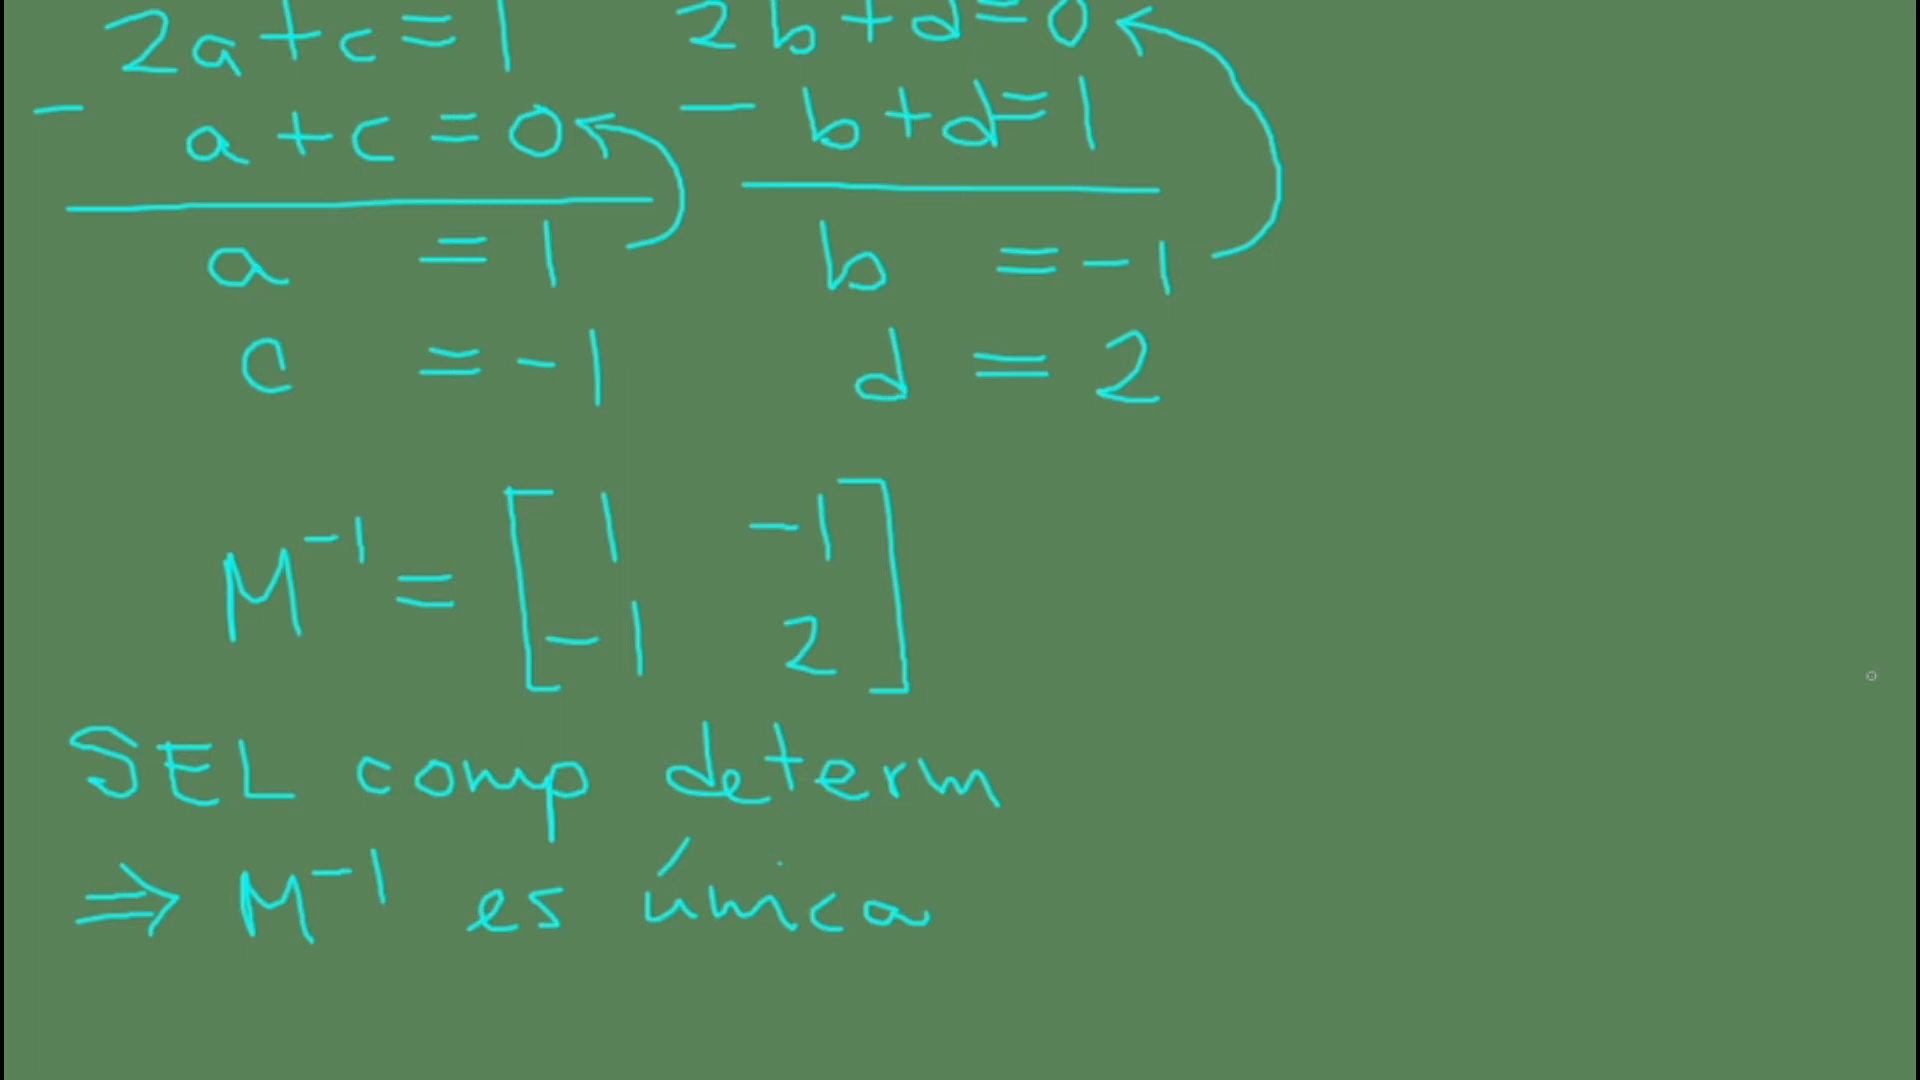 2a+c=1 2b+d=0
- a+c=0 - b+d=1
a =1 b =-1
c =-1 d =2
M⁻¹= [ 1 -1
-1 2 ]
SEL comp determ
⇒ M⁻¹ es única